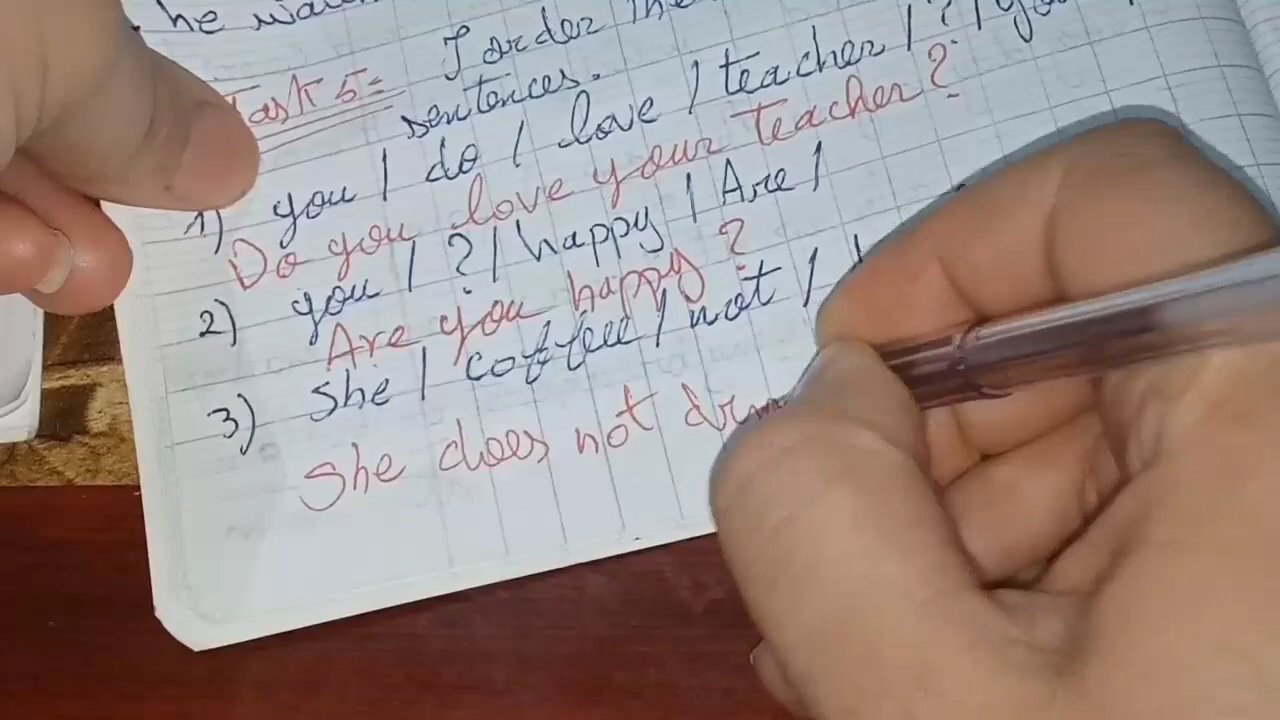 he
I order the
Task 5=
sentences.
1) you / do / love / teacher / ? /
Do you love your teacher?
2) you / ? / happy / Are /
Are you happy?
3) She / coffee / not /
She does not